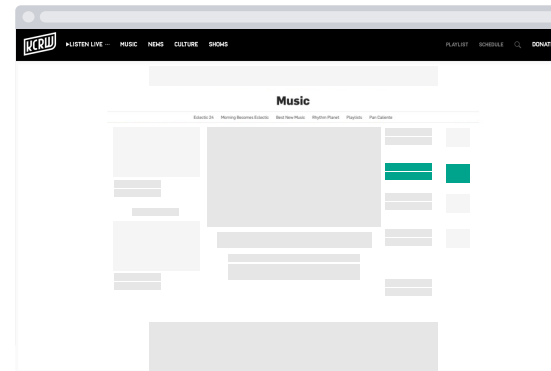 KCRW
LISTEN LIVE ··· MUSIC NEWS CULTURE SHOWS PLAYLIST SCHEDULE DONAT
Music
Eclectic 24 Morning Becomes Eclectic Best New Music Rhythm Planet Playlists Pan Caliente